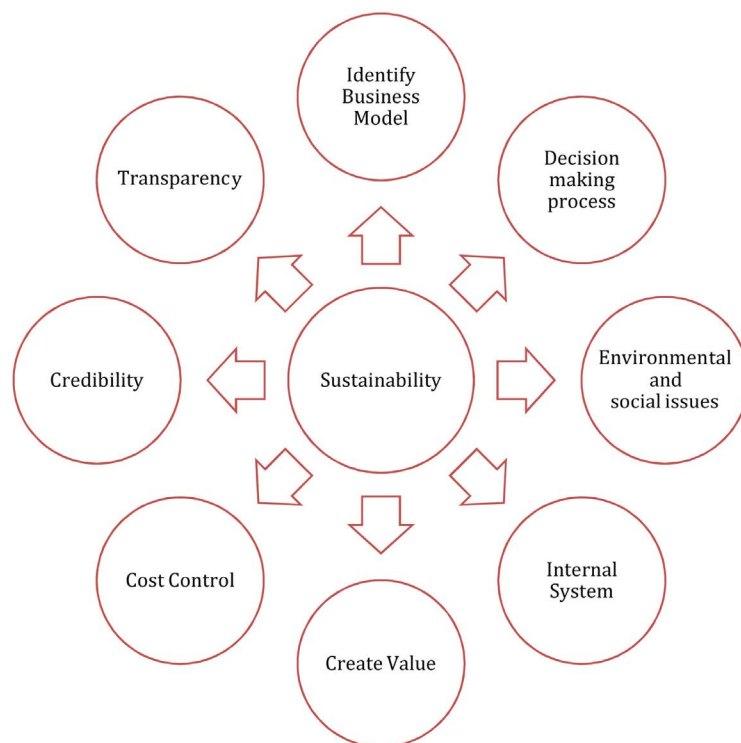 Identify
Business
Model
Decision
making
process
Environmental
and
social issues
Internal
System
Create Value
Cost Control
Credibility
Transparency
Sustainability